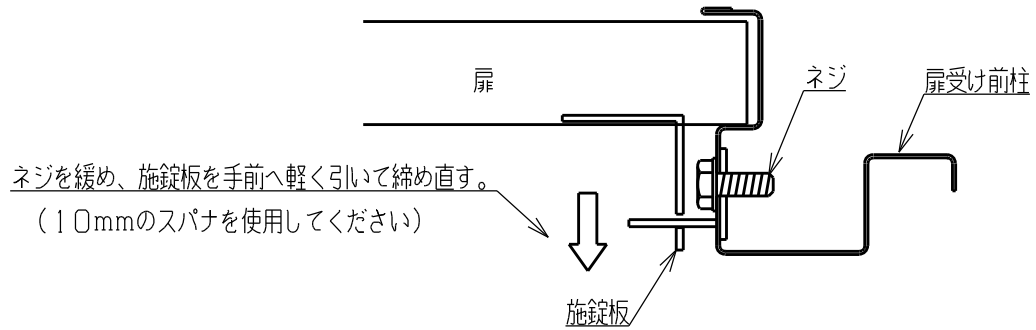 扉
ネジ
扉受け前柱
ネジを緩め、施錠板を手前へ軽く引いて締め直す。
（10mmのスパナを使用してください）
施錠板